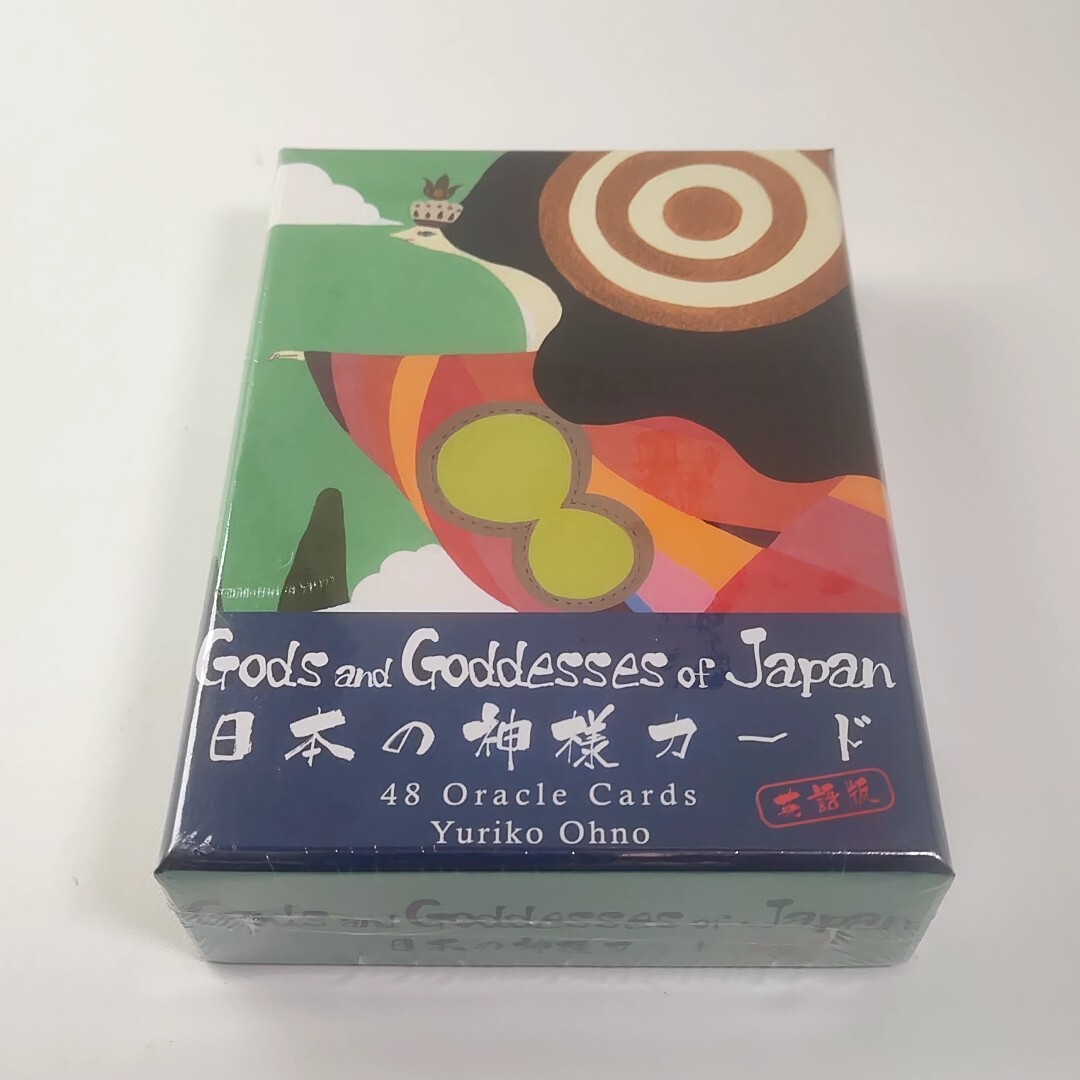 Gods and Goddesses of Japan
日本の神様カード
48 Oracle Cards
英語版
Yuriko Ohno
Gods and Goddesses of Japan
日本の神様カード